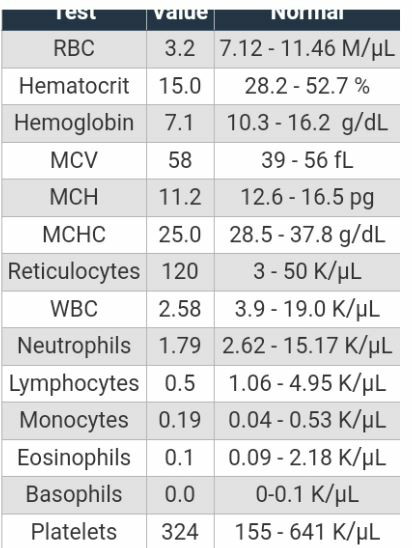 Test Value Normal
RBC 3.2 7.12 - 11.46 M/µL
Hematocrit 15.0 28.2 - 52.7 %
Hemoglobin 7.1 10.3 - 16.2 g/dL
MCV 58 39 - 56 fL
MCH 11.2 12.6 - 16.5 pg
MCHC 25.0 28.5 - 37.8 g/dL
Reticulocytes 120 3 - 50 K/µL
WBC 2.58 3.9 - 19.0 K/µL
Neutrophils 1.79 2.62 - 15.17 K/µL
Lymphocytes 0.5 1.06 - 4.95 K/µL
Monocytes 0.19 0.04 - 0.53 K/µL
Eosinophils 0.1 0.09 - 2.18 K/µL
Basophils 0.0 0-0.1 K/µL
Platelets 324 155 - 641 K/µL